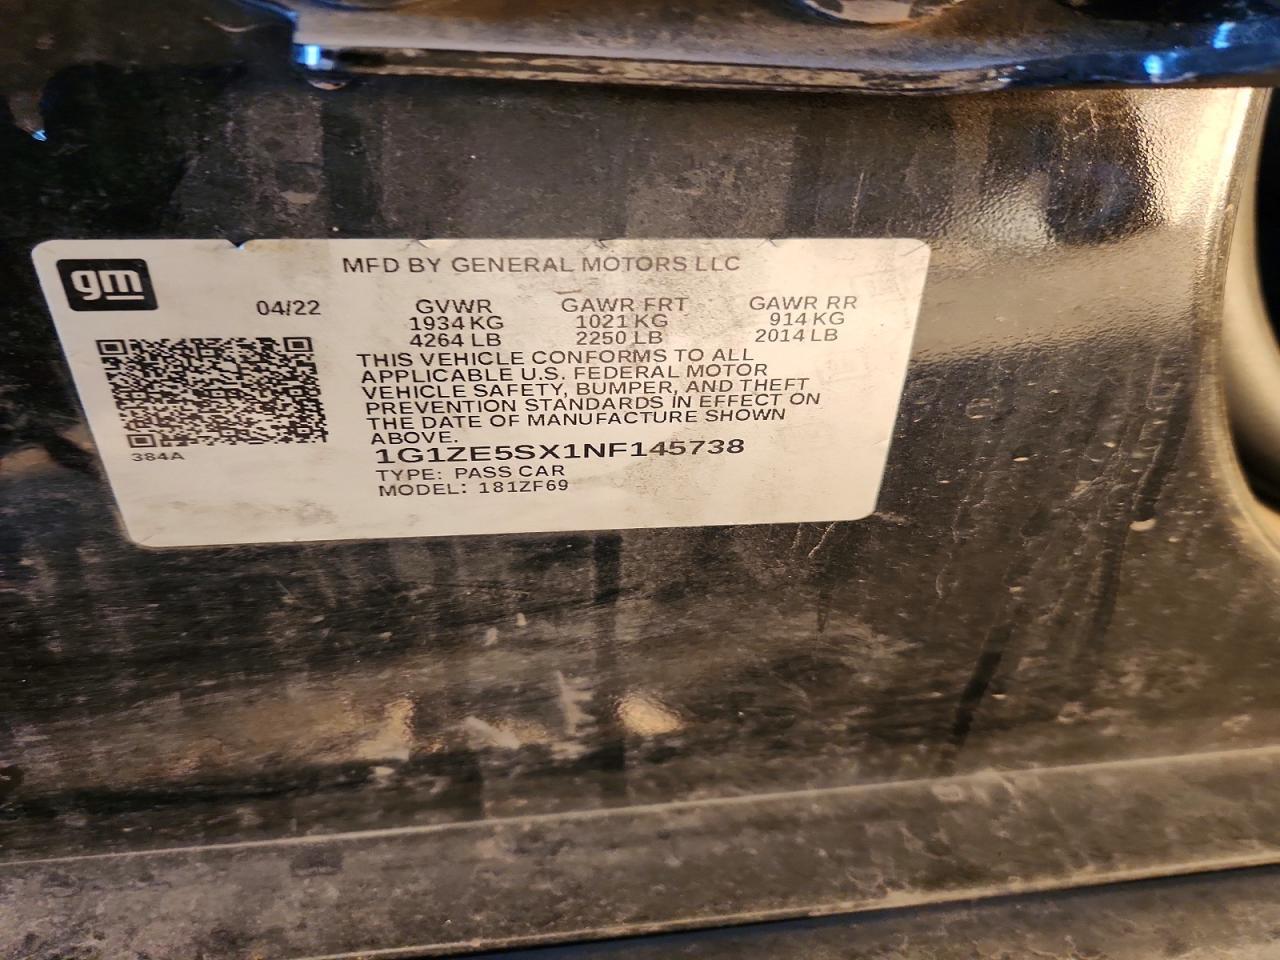 gm
MFD BY GENERAL MOTORS LLC
04/22 GVWR GAWR FRT GAWR RR
1934 KG 1021 KG 914 KG
4264 LB 2250 LB 2014 LB
THIS VEHICLE CONFORMS TO ALL
APPLICABLE U.S. FEDERAL MOTOR
VEHICLE SAFETY, BUMPER, AND THEFT
PREVENTION STANDARDS IN EFFECT ON
THE DATE OF MANUFACTURE SHOWN
ABOVE.
384A
1G1ZE5SX1NF145738
TYPE: PASS CAR
MODEL: 181ZF69